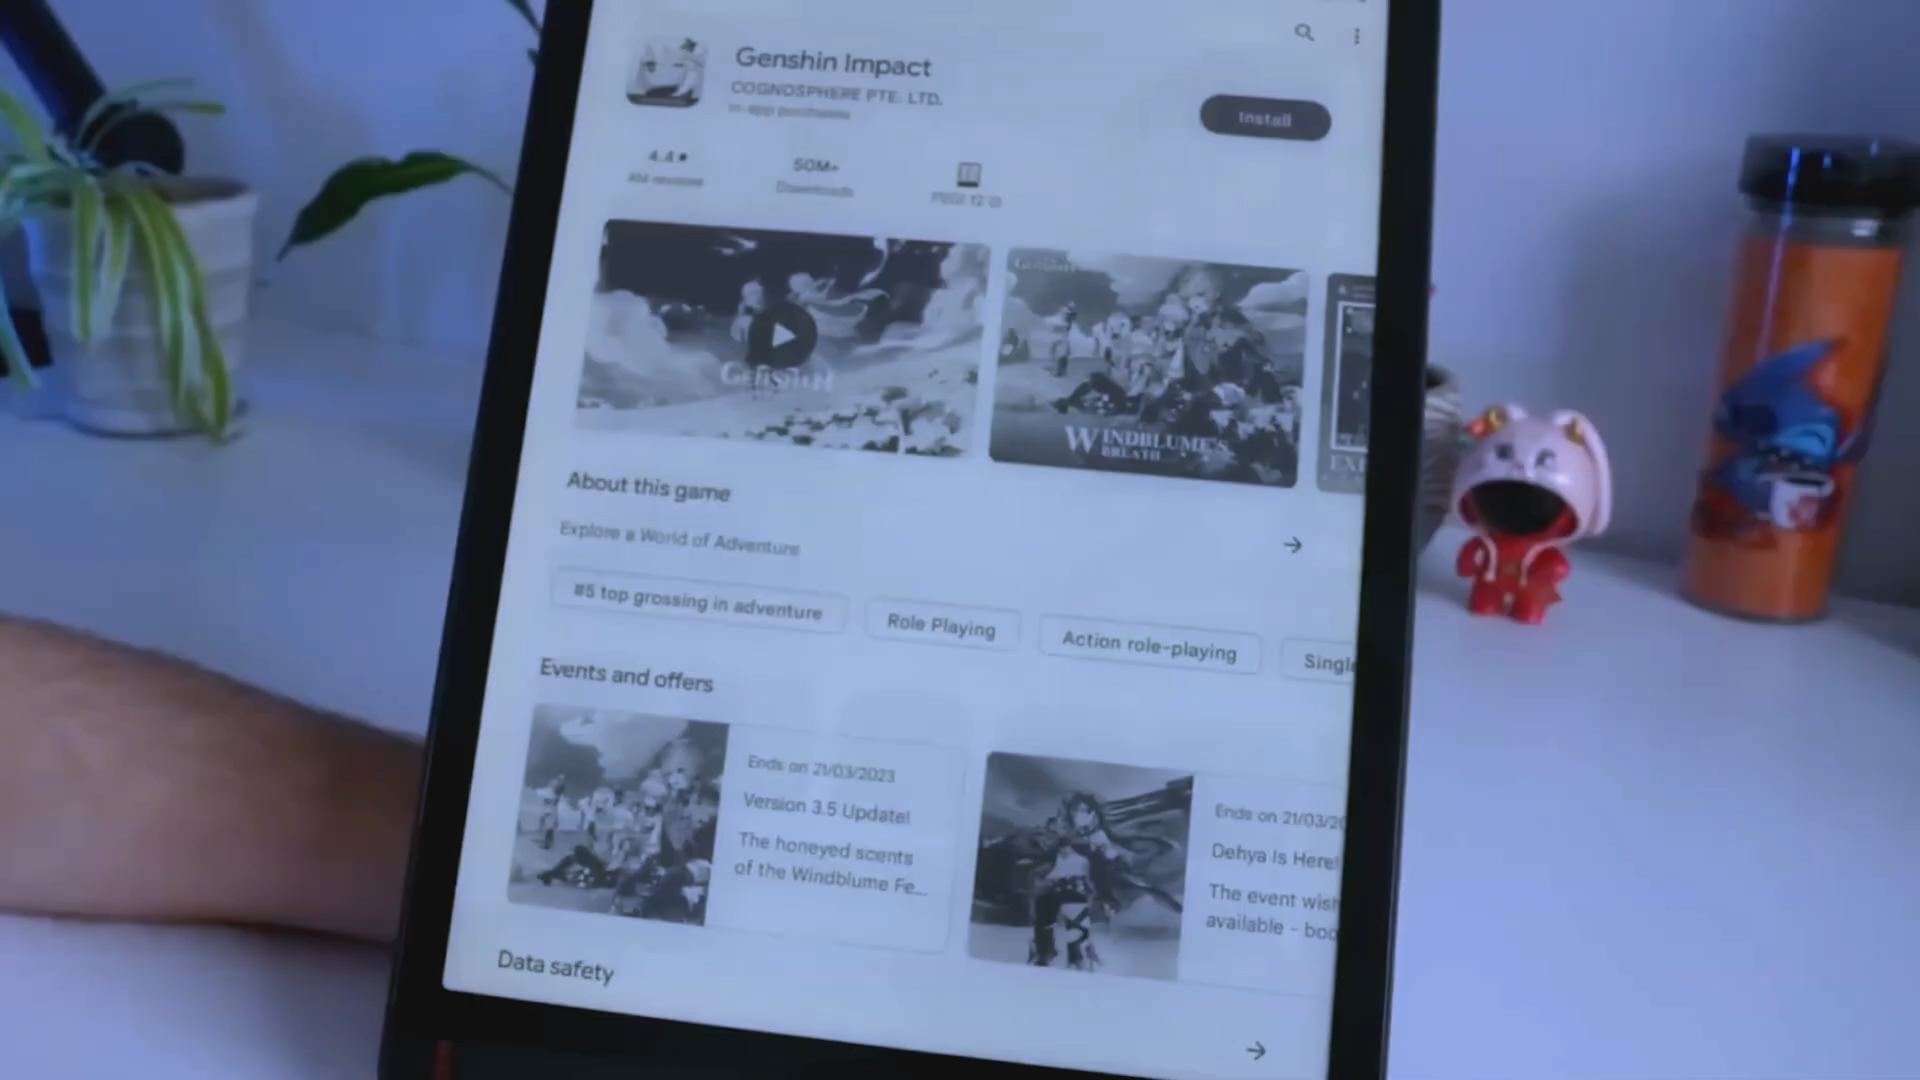 Genshin Impact
COGNOSPHERE PTE. LTD.
In-app purchases
Install
4.4★
50M+
Downloads
PEGI 12
Genshin
Genshin
WINDBLUME'S
BREATH
About this game
Explore a World of Adventure
#5 top grossing in adventure
Role Playing
Action role-playing
Singl
Events and offers
Ends on 21/03/2023
Version 3.5 Update!
The honeyed scents
of the Windblume Fe...
Ends on 21/03/20
Dehya Is Here!
The event wish
available - boo
Data safety